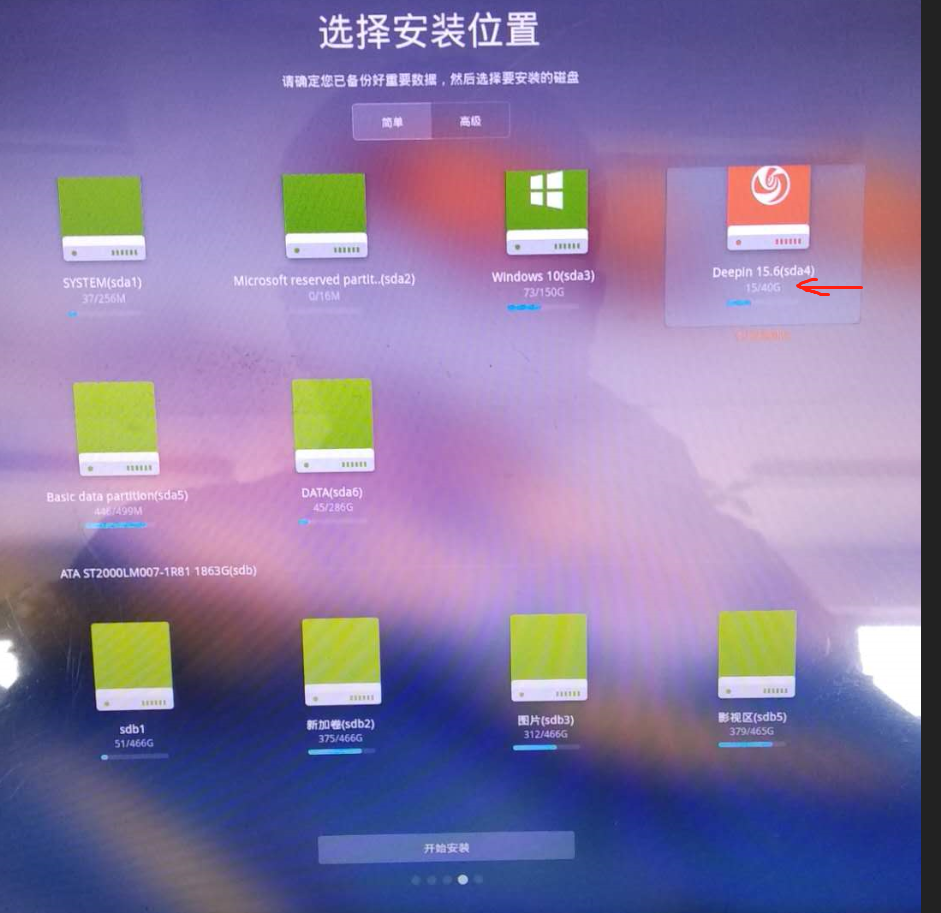 选择安装位置
请确定您已备份好重要数据，然后选择要安装的磁盘
简单
高级
SYSTEM(sda1)
37/256M
Microsoft reserved partit..(sda2)
0/16M
Windows 10(sda3)
73/150G
Deepin 15.6(sda4)
15/40G
Basic data partition(sda5)
446/499M
DATA(sda6)
45/286G
ATA ST2000LM007-1R81 1863G(sdb)
sdb1
51/466G
新加卷(sdb2)
375/466G
图片(sdb3)
312/466G
影视区(sdb5)
379/465G
开始安装